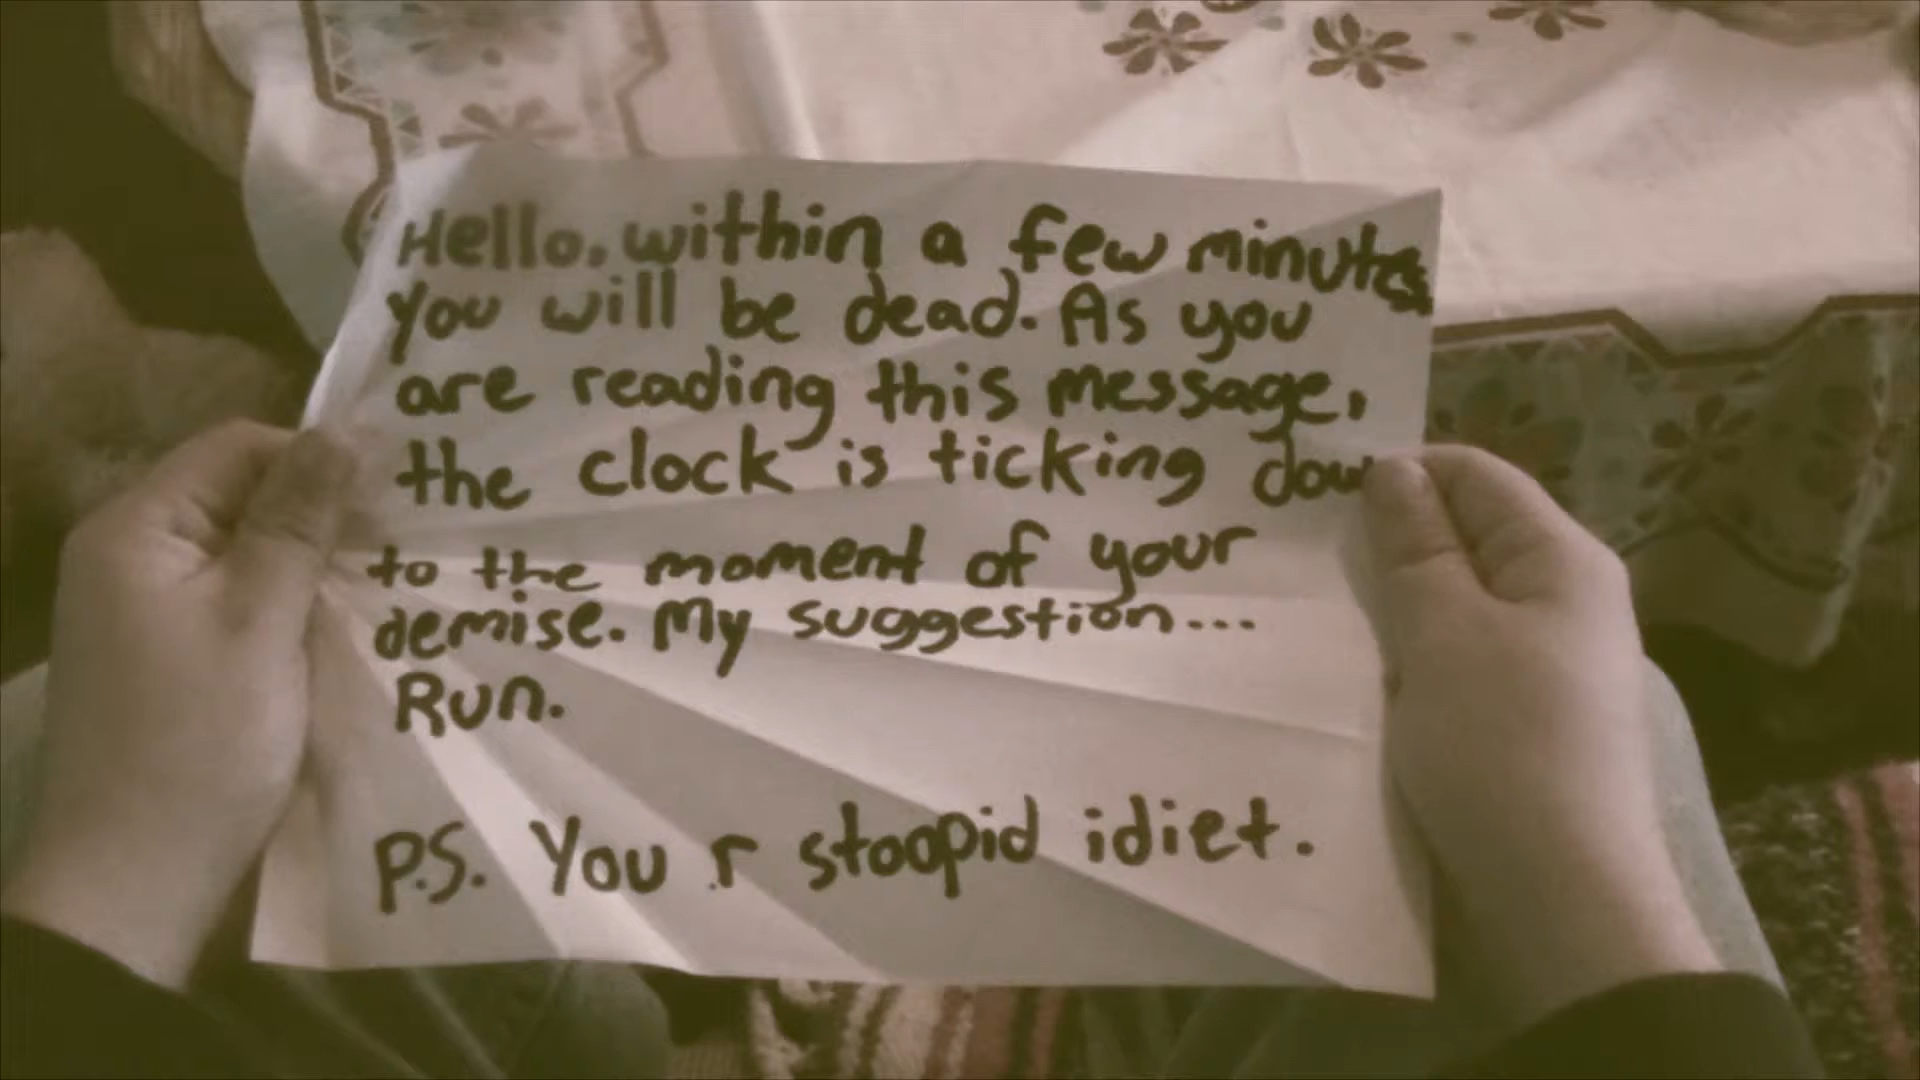 Hello, within a few minutes
you will be dead. As you
are reading this message,
the clock is ticking dow
to the moment of your
demise. My suggestion...
Run.
P.S. You r stoopid idiet.